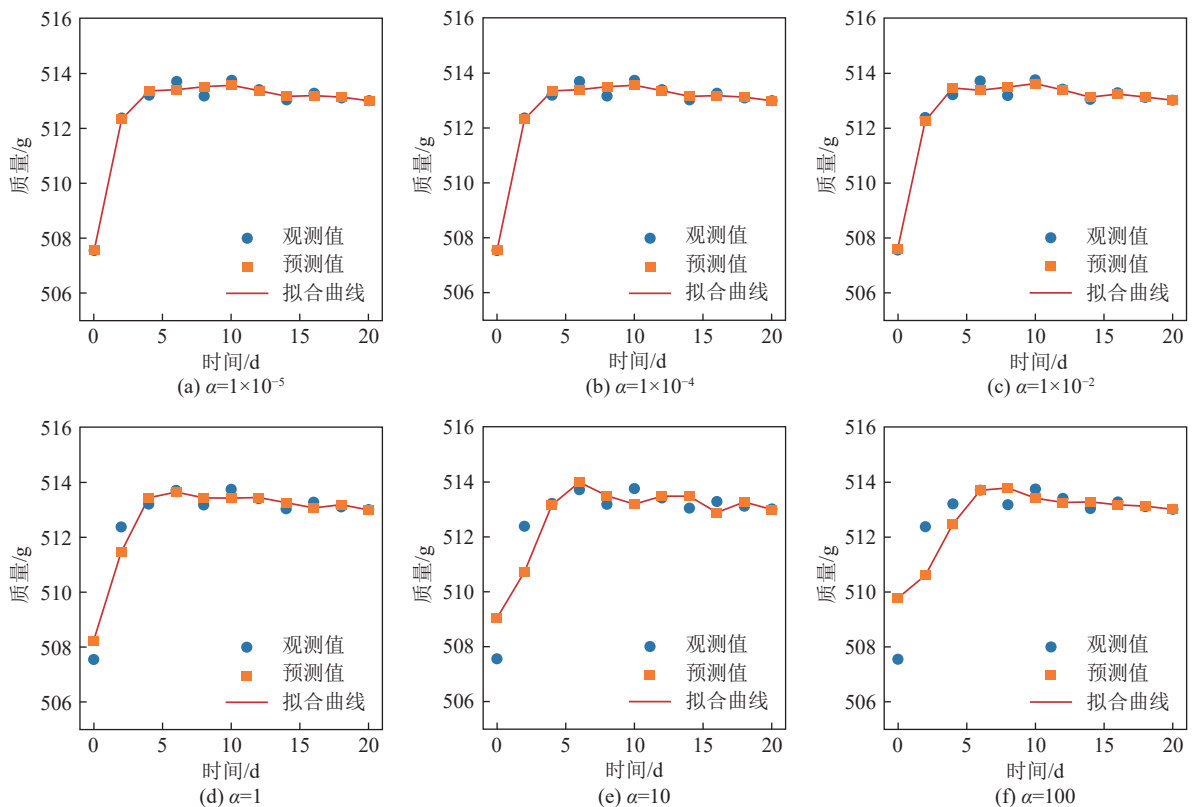 516
514
512
510
508
506
质量/g
观测值
预测值
拟合曲线
0
5
10
15
20
时间/d
(a) α=1×10⁻⁵
516
514
512
510
508
506
质量/g
观测值
预测值
拟合曲线
0
5
10
15
20
时间/d
(b) α=1×10⁻⁴
516
514
512
510
508
506
质量/g
观测值
预测值
拟合曲线
0
5
10
15
20
时间/d
(c) α=1×10⁻²
516
514
512
510
508
506
质量/g
观测值
预测值
拟合曲线
0
5
10
15
20
时间/d
(d) α=1
516
514
512
510
508
506
质量/g
观测值
预测值
拟合曲线
0
5
10
15
20
时间/d
(e) α=10
516
514
512
510
508
506
质量/g
观测值
预测值
拟合曲线
0
5
10
15
20
时间/d
(f) α=100